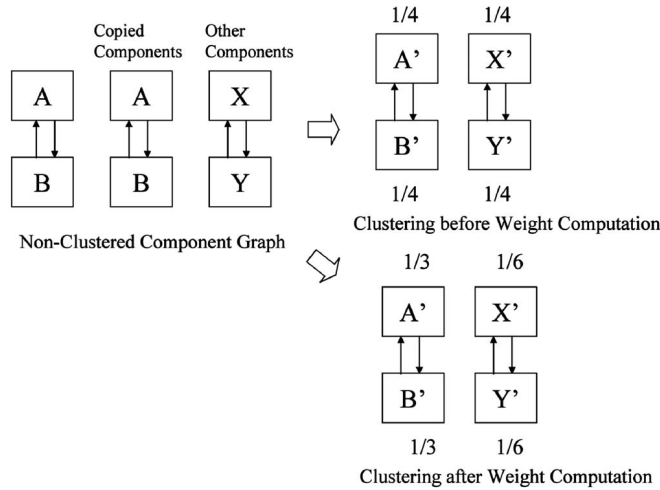 Copied Components
Other Components
A
A
X
B
B
Y
Non-Clustered Component Graph
1/4
1/4
A’
X’
B’
Y’
1/4
1/4
Clustering before Weight Computation
1/3
1/6
A’
X’
B’
Y’
1/3
1/6
Clustering after Weight Computation